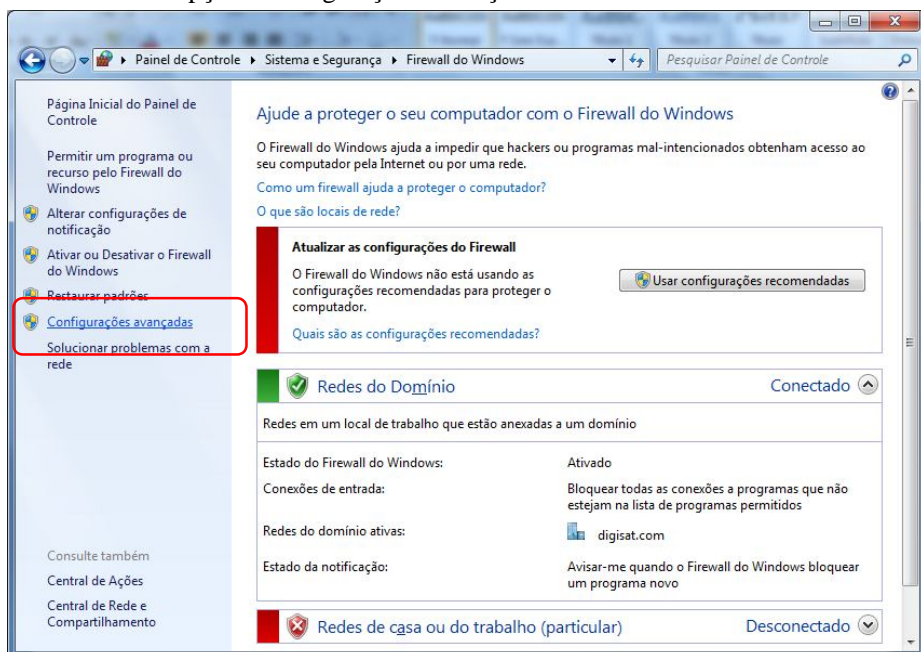 Painel de Controle ▸ Sistema e Segurança ▸ Firewall do Windows
Pesquisar Painel de Controle
Página Inicial do Painel de
Controle
Permitir um programa ou
recurso pelo Firewall do
Windows
Alterar configurações de
notificação
Ativar ou Desativar o Firewall
do Windows
Restaurar padrões
Configurações avançadas
Solucionar problemas com a
rede
Consulte também
Central de Ações
Central de Rede e
Compartilhamento
Ajude a proteger o seu computador com o Firewall do Windows
O Firewall do Windows ajuda a impedir que hackers ou programas mal-intencionados obtenham acesso ao
seu computador pela Internet ou por uma rede.
Como um firewall ajuda a proteger o computador?
O que são locais de rede?
Atualizar as configurações do Firewall
O Firewall do Windows não está usando as
configurações recomendadas para proteger o
computador.
Usar configurações recomendadas
Quais são as configurações recomendadas?
Redes do Domínio Conectado
Redes em um local de trabalho que estão anexadas a um domínio
Estado do Firewall do Windows: Ativado
Conexões de entrada: Bloquear todas as conexões a programas que não
estejam na lista de programas permitidos
Redes do domínio ativas: digisat.com
Estado da notificação: Avisar-me quando o Firewall do Windows bloquear
um programa novo
Redes de casa ou do trabalho (particular) Desconectado